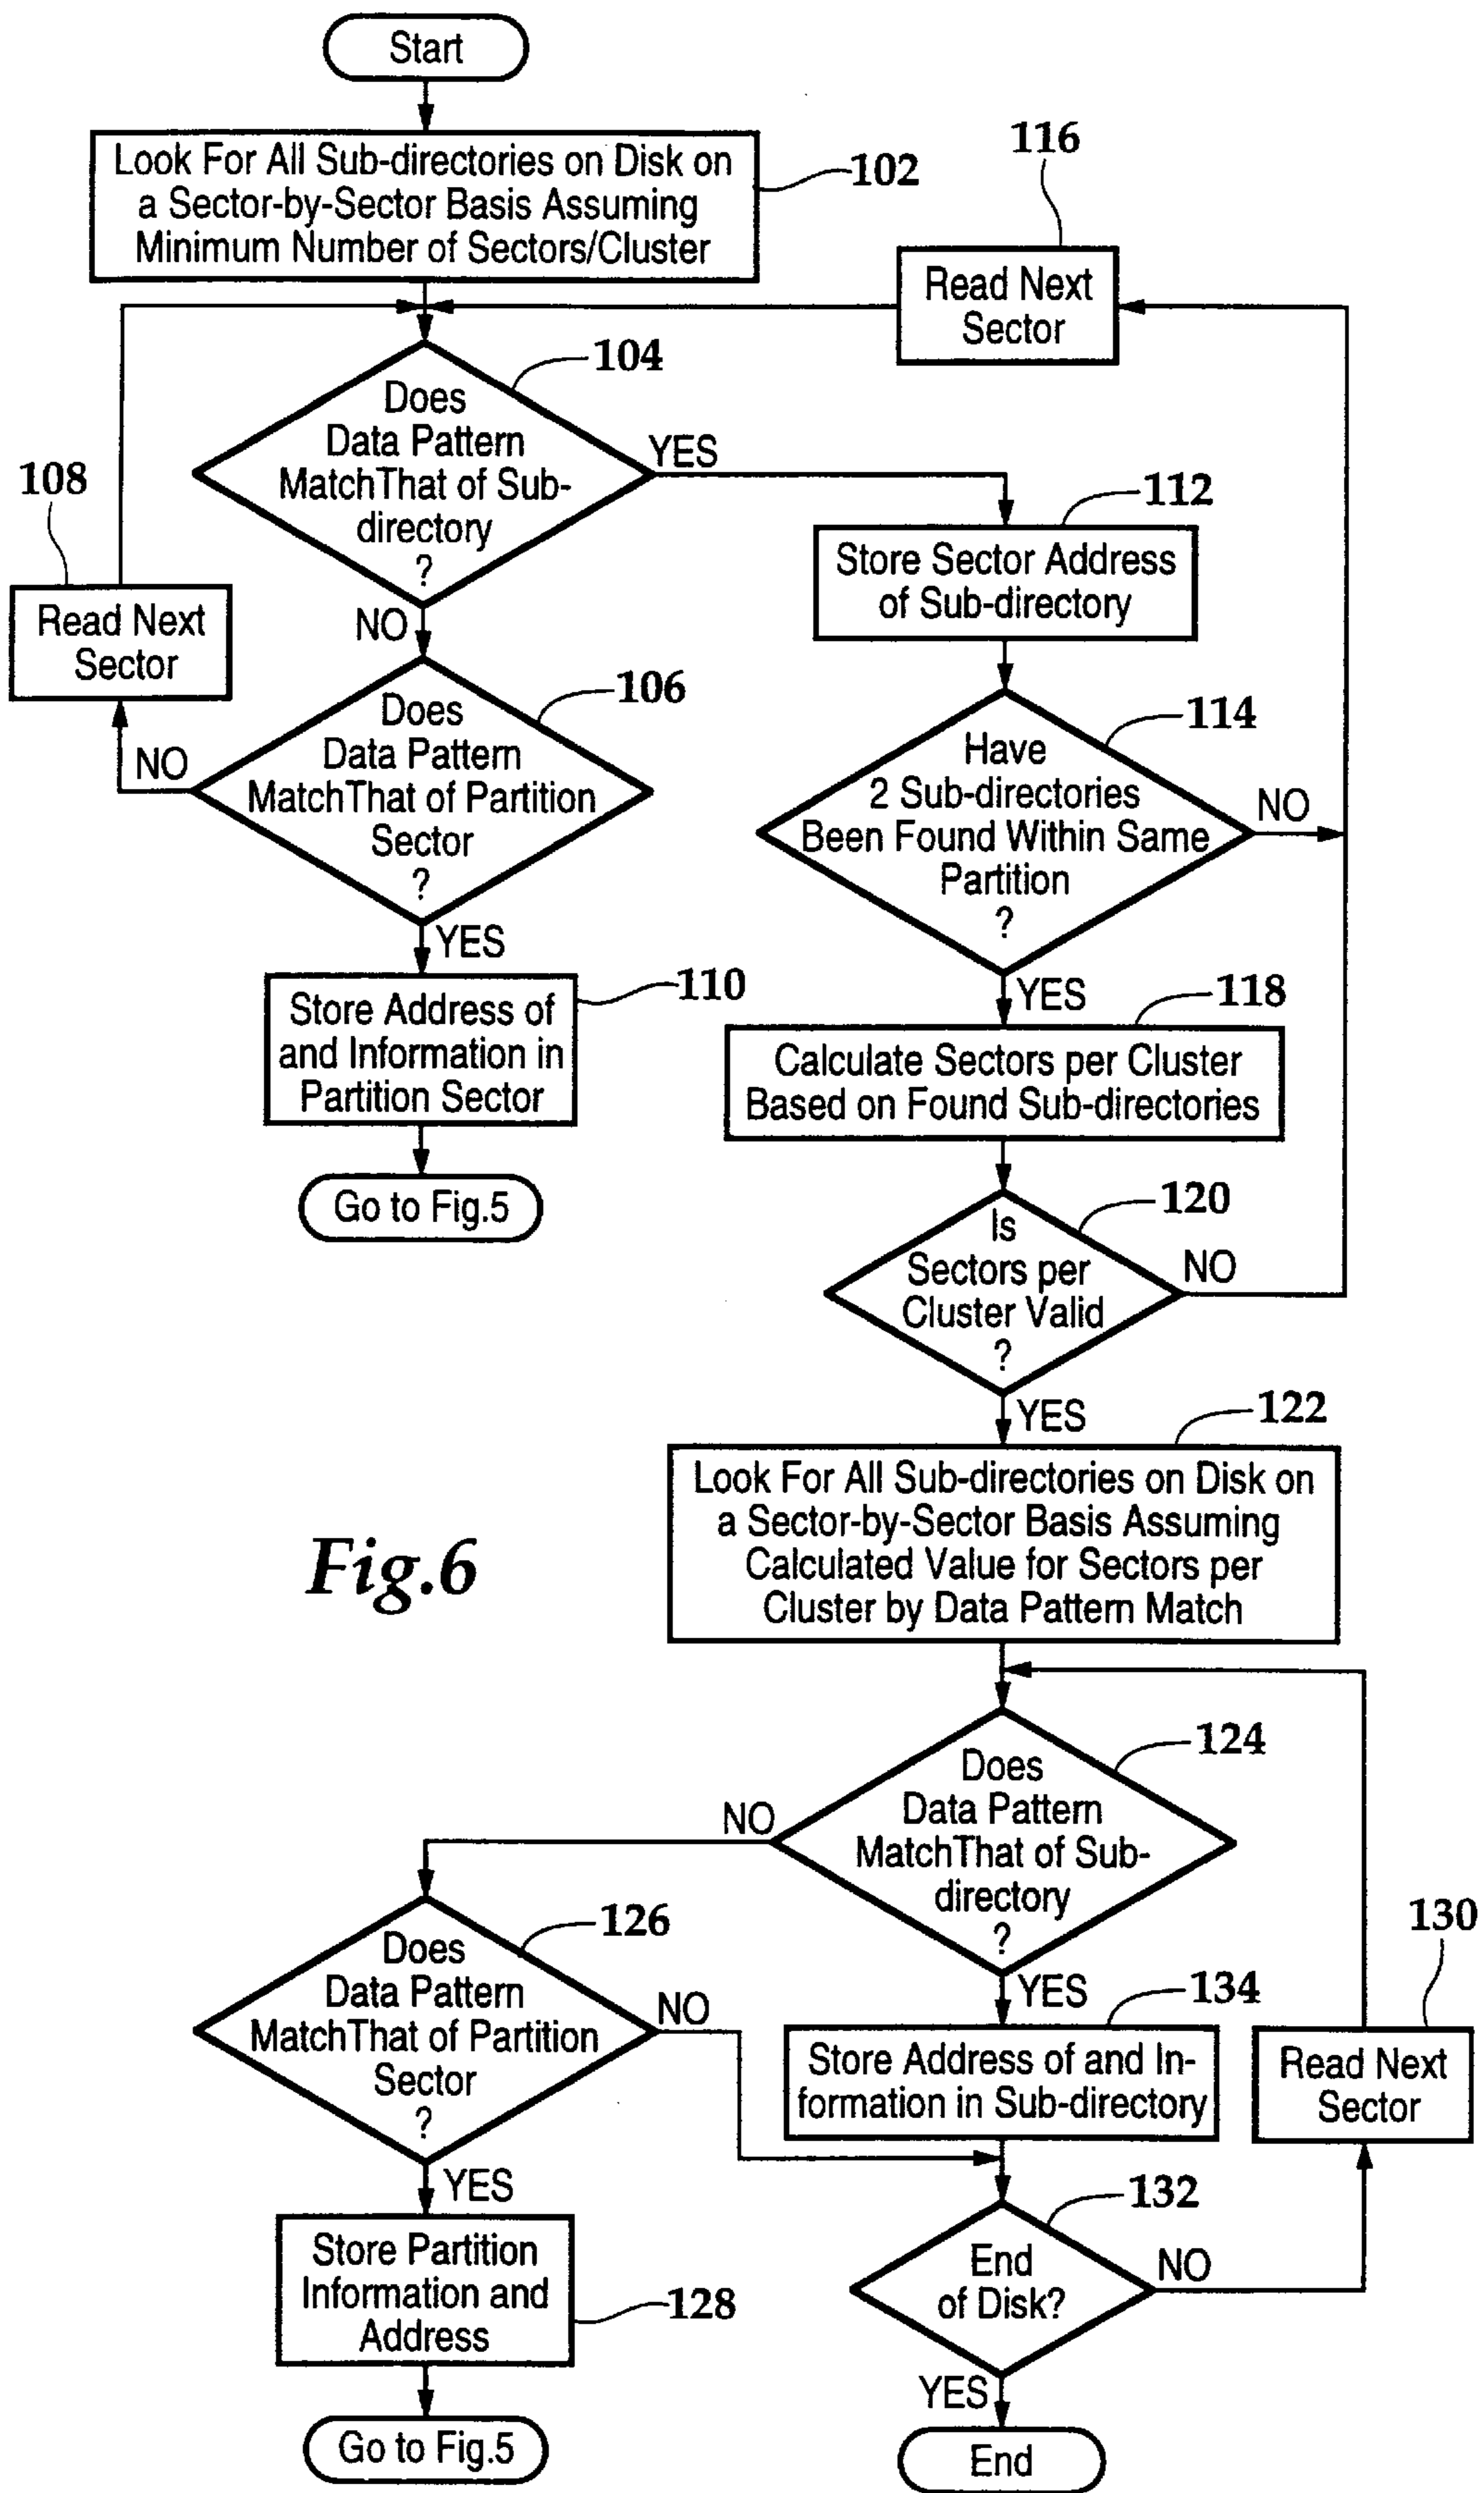 Start
Look For All Sub-directories on Disk on
a Sector-by-Sector Basis Assuming
Minimum Number of Sectors/Cluster
102
116
Read Next
Sector
104
Does
Data Pattern
MatchThat of Sub-
directory
?
YES
NO
108
Read Next
Sector
106
Does
Data Pattern
MatchThat of Partition
Sector
?
NO
YES
110
Store Address of
and Information in
Partition Sector
Go to Fig.5
112
Store Sector Address
of Sub-directory
114
Have
2 Sub-directories
Been Found Within Same
Partition
?
NO
YES
118
Calculate Sectors per Cluster
Based on Found Sub-directories
120
Is
Sectors per
Cluster Valid
?
NO
YES
122
Look For All Sub-directories on Disk on
a Sector-by-Sector Basis Assuming
Calculated Value for Sectors per
Cluster by Data Pattern Match
Fig.6
124
Does
Data Pattern
MatchThat of Sub-
directory
?
NO
YES
126
Does
Data Pattern
MatchThat of Partition
Sector
?
NO
YES
128
Store Partition
Information and
Address
Go to Fig.5
134
Store Address of and In-
formation in Sub-directory
130
Read Next
Sector
132
End
of Disk?
NO
YES
End